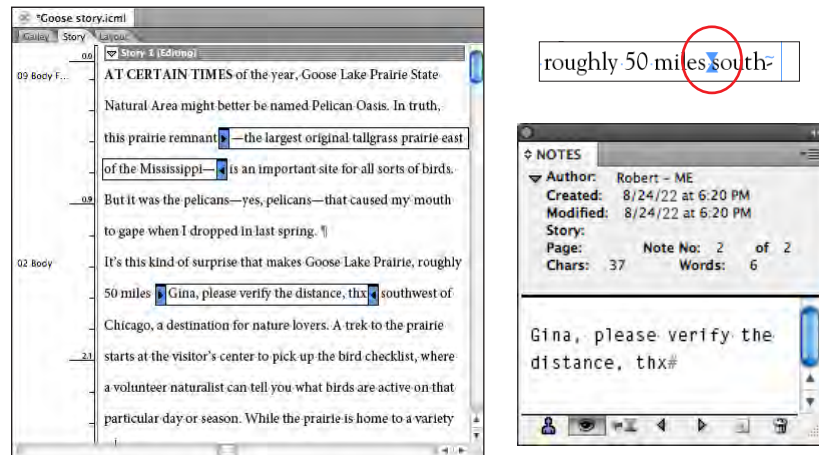 *Goose story.icml
Galley Story Layout
Story 1 [Editing]
0.0
09 Body F...
AT CERTAIN TIMES of the year, Goose Lake Prairie State
Natural Area might better be named Pelican Oasis. In truth,
this prairie remnant —the largest original tallgrass prairie east
of the Mississippi— is an important site for all sorts of birds.
0.9
But it was the pelicans—yes, pelicans—that caused my mouth
to gape when I dropped in last spring. ¶
02 Body
It's this kind of surprise that makes Goose Lake Prairie, roughly
50 miles Gina, please verify the distance, thx southwest of
Chicago, a destination for nature lovers. A trek to the prairie
2.1
starts at the visitor's center to pick up the bird checklist, where
a volunteer naturalist can tell you what birds are active on that
particular day or season. While the prairie is home to a variety
roughly 50 miles south-
NOTES
Author: Robert – ME
Created: 8/24/22 at 6:20 PM
Modified: 8/24/22 at 6:20 PM
Story:
Page: Note No: 2 of 2
Chars: 37 Words: 6
Gina, please verify the
distance, thx#